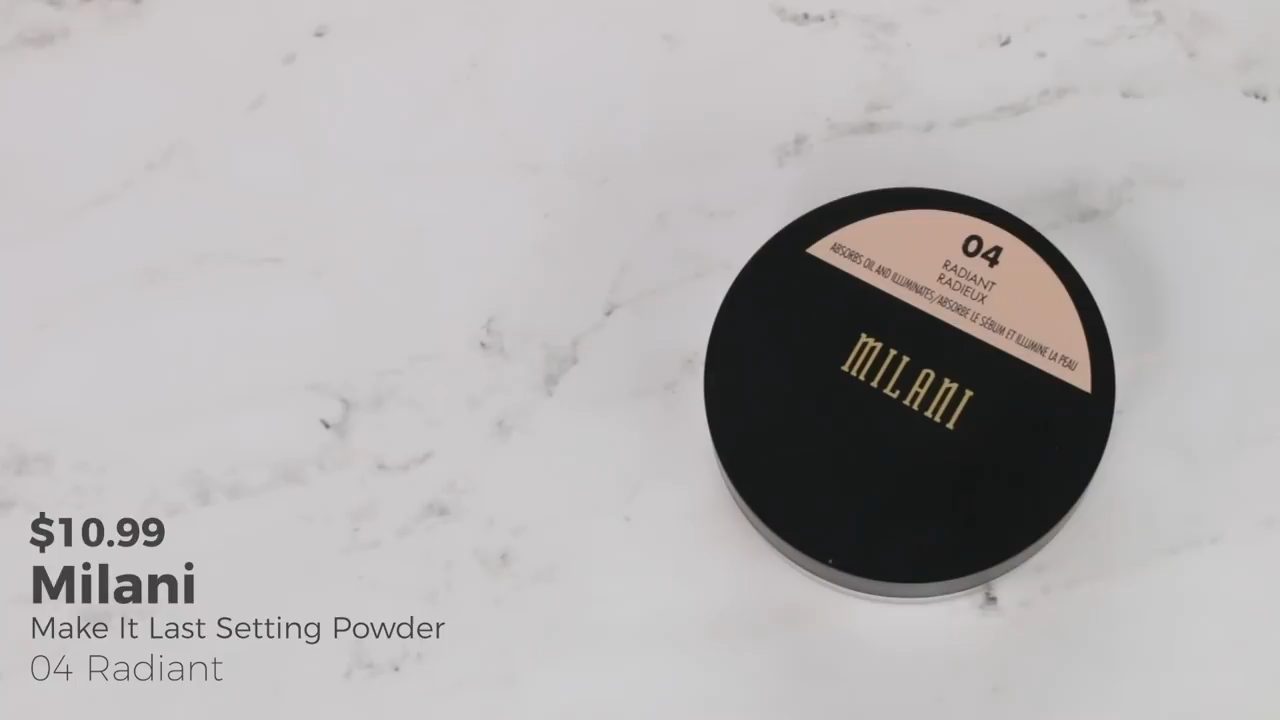 04
RADIANT
RADIEUX
ABSORBS OIL AND ILLUMINATES/ABSORBE LE SÉBUM ET ILLUMINE LA PEAU
MILANI
$10.99
Milani
Make It Last Setting Powder
04 Radiant